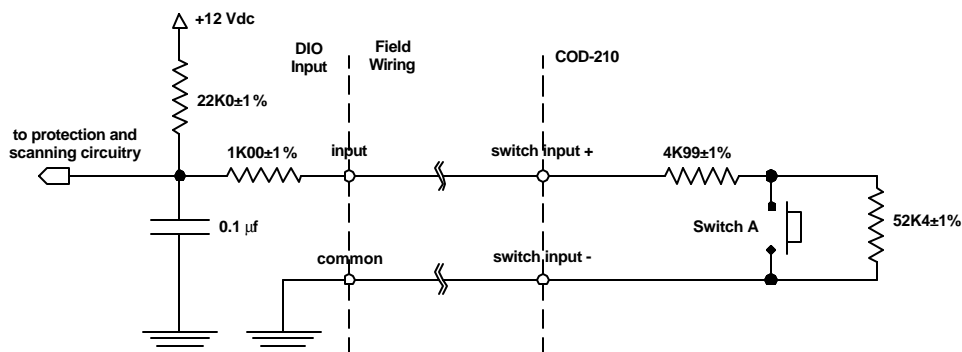 +12 Vdc
DIO
Input
Field
Wiring
COD-210
22K0±1%
to protection and
scanning circuitry
1K00±1%
input
switch input +
4K99±1%
0.1 µf
Switch A
52K4±1%
common
switch input -